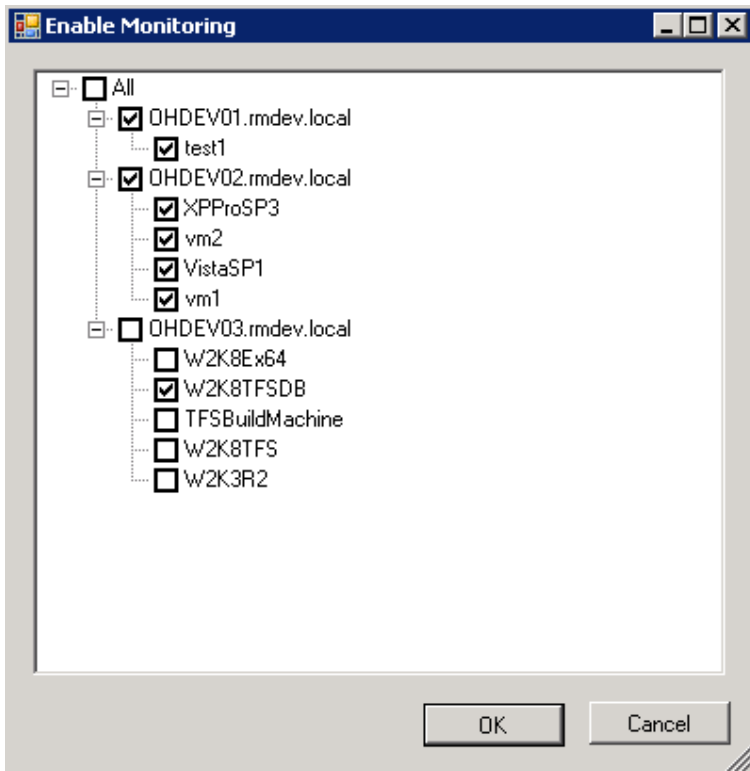 Enable Monitoring
All
OHDEV01.rmdev.local
test1
OHDEV02.rmdev.local
XPProSP3
vm2
VistaSP1
vm1
OHDEV03.rmdev.local
W2K8Ex64
W2K8TFSDB
TFSBuildMachine
W2K8TFS
W2K3R2
OK Cancel